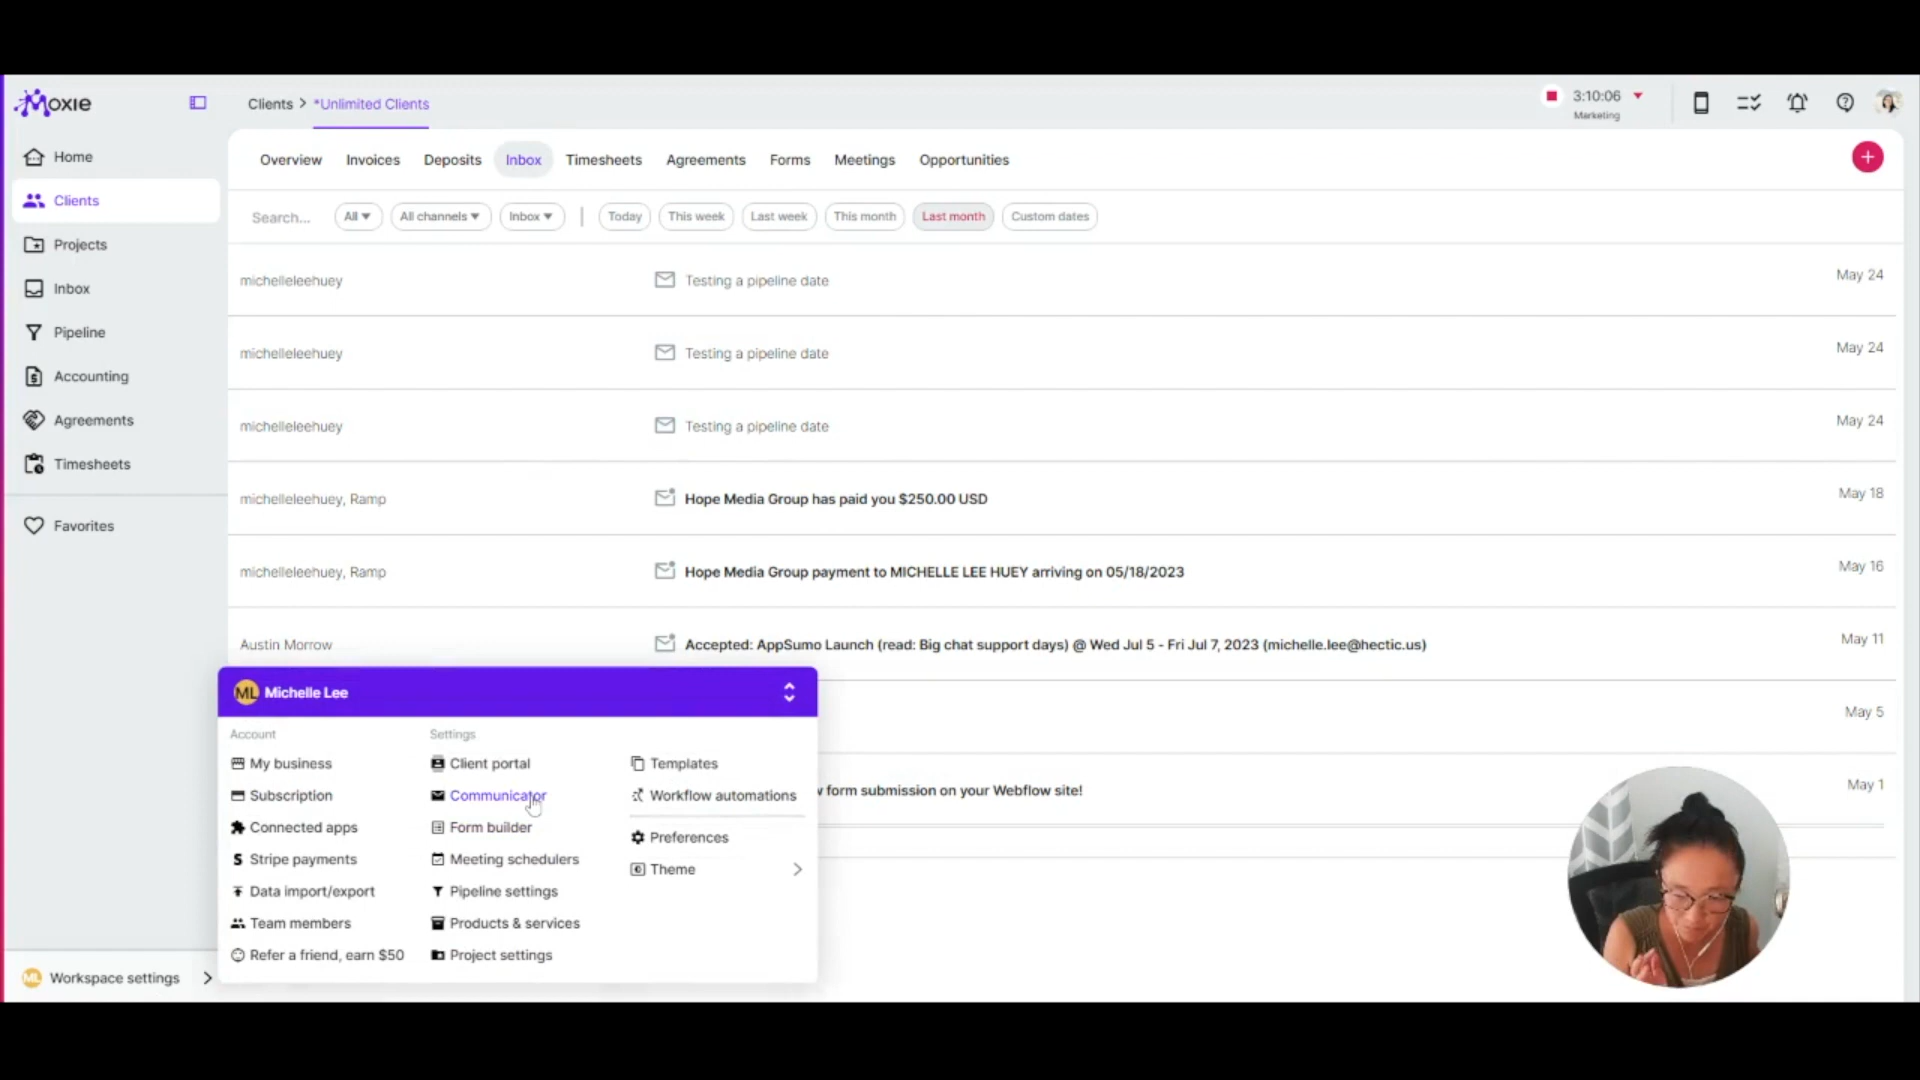 Moxie
Clients > *Unlimited Clients
3:10:06
Marketing
Home
Clients
Projects
Inbox
Pipeline
Accounting
Agreements
Timesheets
Favorites
Overview Invoices Deposits Inbox Timesheets Agreements Forms Meetings Opportunities
Search... All All channels Inbox Today This week Last week This month Last month Custom dates
michelleleehuey Testing a pipeline date May 24
michelleleehuey Testing a pipeline date May 24
michelleleehuey Testing a pipeline date May 24
michelleleehuey, Ramp Hope Media Group has paid you $250.00 USD May 18
michelleleehuey, Ramp Hope Media Group payment to MICHELLE LEE HUEY arriving on 05/18/2023 May 16
Austin Morrow Accepted: AppSumo Launch (read: Big chat support days) @ Wed Jul 5 - Fri Jul 7, 2023 (michelle.lee@hectic.us) May 11
May 5
form submission on your Webflow site! May 1
ML Michelle Lee
Account
My business
Subscription
Connected apps
Stripe payments
Data import/export
Team members
Refer a friend, earn $50
Settings
Client portal
Communicator
Form builder
Meeting schedulers
Pipeline settings
Products & services
Project settings
Templates
Workflow automations
Preferences
Theme
ML Workspace settings